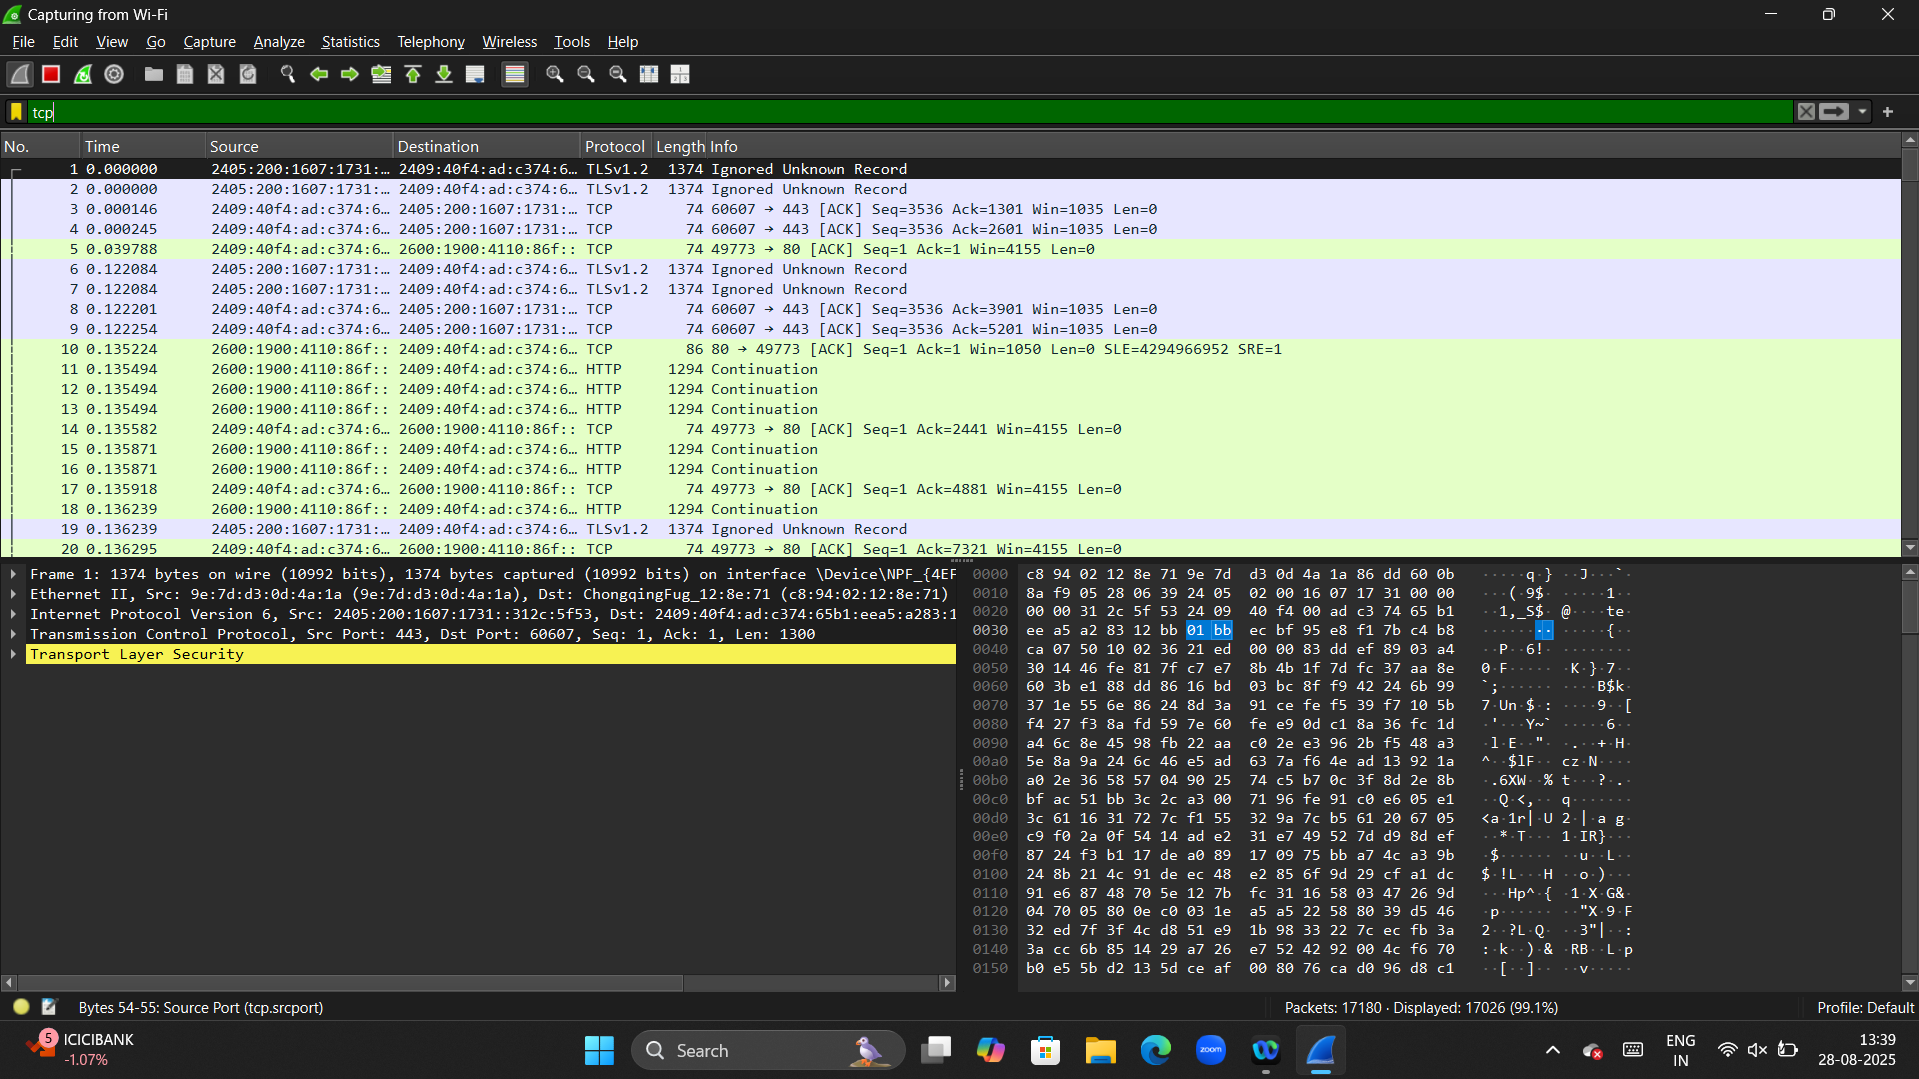 Capturing from Wi-Fi
File Edit View Go Capture Analyze Statistics Telephony Wireless Tools Help
tcp
No. Time Source Destination Protocol Length Info
1 0.000000 2405:200:1607:1731:… 2409:40f4:ad:c374:6… TLSv1.2 1374 Ignored Unknown Record
2 0.000000 2405:200:1607:1731:… 2409:40f4:ad:c374:6… TLSv1.2 1374 Ignored Unknown Record
3 0.000146 2409:40f4:ad:c374:6… 2405:200:1607:1731:… TCP 74 60607 → 443 [ACK] Seq=3536 Ack=1301 Win=1035 Len=0
4 0.000245 2409:40f4:ad:c374:6… 2405:200:1607:1731:… TCP 74 60607 → 443 [ACK] Seq=3536 Ack=2601 Win=1035 Len=0
5 0.039788 2409:40f4:ad:c374:6… 2600:1900:4110:86f:: TCP 74 49773 → 80 [ACK] Seq=1 Ack=1 Win=4155 Len=0
6 0.122084 2405:200:1607:1731:… 2409:40f4:ad:c374:6… TLSv1.2 1374 Ignored Unknown Record
7 0.122084 2405:200:1607:1731:… 2409:40f4:ad:c374:6… TLSv1.2 1374 Ignored Unknown Record
8 0.122201 2409:40f4:ad:c374:6… 2405:200:1607:1731:… TCP 74 60607 → 443 [ACK] Seq=3536 Ack=3901 Win=1035 Len=0
9 0.122254 2409:40f4:ad:c374:6… 2405:200:1607:1731:… TCP 74 60607 → 443 [ACK] Seq=3536 Ack=5201 Win=1035 Len=0
10 0.135224 2600:1900:4110:86f:: 2409:40f4:ad:c374:6… TCP 86 80 → 49773 [ACK] Seq=1 Ack=1 Win=1050 Len=0 SLE=4294966952 SRE=1
11 0.135494 2600:1900:4110:86f:: 2409:40f4:ad:c374:6… HTTP 1294 Continuation
12 0.135494 2600:1900:4110:86f:: 2409:40f4:ad:c374:6… HTTP 1294 Continuation
13 0.135494 2600:1900:4110:86f:: 2409:40f4:ad:c374:6… HTTP 1294 Continuation
14 0.135582 2409:40f4:ad:c374:6… 2600:1900:4110:86f:: TCP 74 49773 → 80 [ACK] Seq=1 Ack=2441 Win=4155 Len=0
15 0.135871 2600:1900:4110:86f:: 2409:40f4:ad:c374:6… HTTP 1294 Continuation
16 0.135871 2600:1900:4110:86f:: 2409:40f4:ad:c374:6… HTTP 1294 Continuation
17 0.135918 2409:40f4:ad:c374:6… 2600:1900:4110:86f:: TCP 74 49773 → 80 [ACK] Seq=1 Ack=4881 Win=4155 Len=0
18 0.136239 2600:1900:4110:86f:: 2409:40f4:ad:c374:6… HTTP 1294 Continuation
19 0.136239 2405:200:1607:1731:… 2409:40f4:ad:c374:6… TLSv1.2 1374 Ignored Unknown Record
20 0.136295 2409:40f4:ad:c374:6… 2600:1900:4110:86f:: TCP 74 49773 → 80 [ACK] Seq=1 Ack=7321 Win=4155 Len=0
Frame 1: 1374 bytes on wire (10992 bits), 1374 bytes captured (10992 bits) on interface \Device\NPF_{4EF
Ethernet II, Src: 9e:7d:d3:0d:4a:1a (9e:7d:d3:0d:4a:1a), Dst: ChongqingFug_12:8e:71 (c8:94:02:12:8e:71)
Internet Protocol Version 6, Src: 2405:200:1607:1731::312c:5f53, Dst: 2409:40f4:ad:c374:65b1:eea5:a283:1
Transmission Control Protocol, Src Port: 443, Dst Port: 60607, Seq: 1, Ack: 1, Len: 1300
Transport Layer Security
0000 c8 94 02 12 8e 71 9e 7d d3 0d 4a 1a 86 dd 60 0b ·····q·} ··J···`·
0010 8a f9 05 28 06 39 24 05 02 00 16 07 17 31 00 00 ···(·9$· ·····1··
0020 00 00 31 2c 5f 53 24 09 40 f4 00 ad c3 74 65 b1 ··1,_S$· @····te·
0030 ee a5 a2 83 12 bb 01 bb ec bf 95 e8 f1 7b c4 b8 ········ ·····{··
0040 ca 07 50 10 02 36 21 ed 00 00 83 dd ef 89 03 a4 ··P··6!· ········
0050 30 14 46 fe 81 7f c7 e7 8b 4b 1f 7d fc 37 aa 8e 0·F····· ·K·}·7··
0060 60 3b e1 88 dd 86 16 bd 03 bc 8f f9 42 24 6b 99 `;······ ····B$k·
0070 37 1e 55 6e 86 24 8d 3a 91 ce fe f5 39 f7 10 5b 7·Un·$·: ····9··[
0080 f4 27 f3 8a fd 59 7e 60 fe e9 0d c1 8a 36 fc 1d ·'···Y~` ·····6··
0090 a4 6c 8e 45 98 fb 22 aa c0 2e e3 96 2b f5 48 a3 ·l·E··"· ·.··+·H·
00a0 5e 8a 9a 24 6c 46 e5 ad 63 7a f6 4e ad 13 92 1a ^··$lF·· cz·N····
00b0 a0 2e 36 58 57 04 90 25 74 c5 b7 0c 3f 8d 2e 8b ·.6XW··% t···?·.·
00c0 bf ac 51 bb 3c 2c a3 00 71 96 fe 91 c0 e6 05 e1 ··Q·<,·· q·······
00d0 3c 61 16 31 72 7c f1 55 32 9a 7c b5 61 20 67 05 <a·1r|·U 2·|·a g·
00e0 c9 f0 2a 0f 54 14 ad e2 31 e7 49 52 7d d9 8d ef ··*·T··· 1·IR}···
00f0 87 24 f3 b1 17 de a0 89 17 09 75 bb a7 4c a3 9b ·$······ ··u··L··
0100 24 8b 21 4c 91 de ec 48 e2 85 6f 9d 29 cf a1 dc $·!L···H ··o·)···
0110 91 e6 87 48 70 5e 12 7b fc 31 16 58 03 47 26 9d ···Hp^·{ ·1·X·G&·
0120 04 70 05 80 0e c0 03 1e a5 a5 22 58 80 39 d5 46 ·p······ ··"X·9·F
0130 32 ed 7f 3f 4c d8 51 e9 1b 98 33 22 7c ec fb 3a 2··?L·Q· ··3"|··:
0140 3a cc 6b 85 14 29 a7 26 e7 52 42 92 00 4c f6 70 :·k··)·& ·RB··L·p
0150 b0 e5 5b d2 13 5d ce af 00 80 76 ca d0 96 d8 c1 ··[··]·· ··v·····
Bytes 54-55: Source Port (tcp.srcport)
Packets: 17180 · Displayed: 17026 (99.1%)
Profile: Default
5
ICICIBANK
-1.07%
Search
zoom
ENG
IN
13:39
28-08-2025